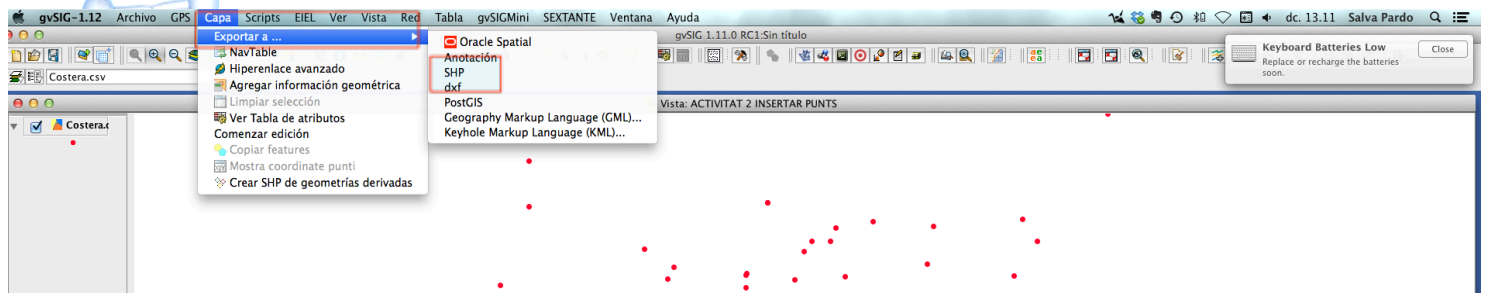 gvSIG-1.12 Archivo GPS Capa Scripts EIEL Ver Vista Red Tabla gvSIGMini SEXTANTE Ventana Ayuda dc. 13.11 Salva Pardo
gvSIG 1.11.0 RC1:Sin título
Exportar a ...
NavTable
Hiperenlace avanzado
Agregar información geométrica
Limpiar selección
Ver Tabla de atributos
Comenzar edición
Copiar features
Mostra coordinate punti
Crear SHP de geometrías derivadas
Oracle Spatial
Anotación
SHP
dxf
PostGIS
Geography Markup Language (GML)...
Keyhole Markup Language (KML)...
Keyboard Batteries Low
Replace or recharge the batteries
soon.
Close
Costera.csv
Vista: ACTIVITAT 2 INSERTAR PUNTS
Costera.c